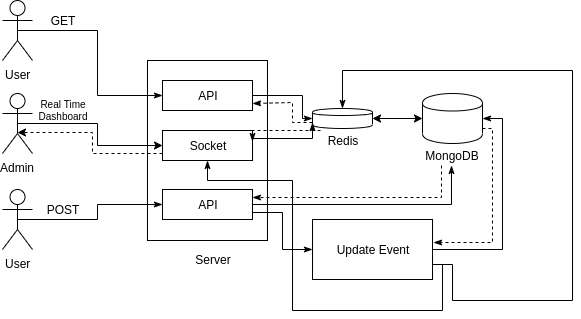 GET
User
API
Real Time
Dashboard
Socket
Redis
MongoDB
Admin
API
POST
Update Event
User
Server